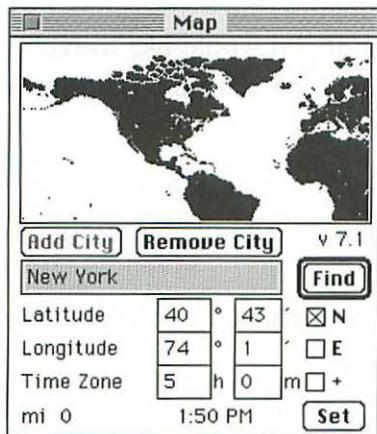 Map
Add City Remove City v 7.1
New York Find
Latitude 40 ° 43 ´ N
Longitude 74 ° 1 ´ E
Time Zone 5 h 0 m +
mi 0 1:50 PM Set